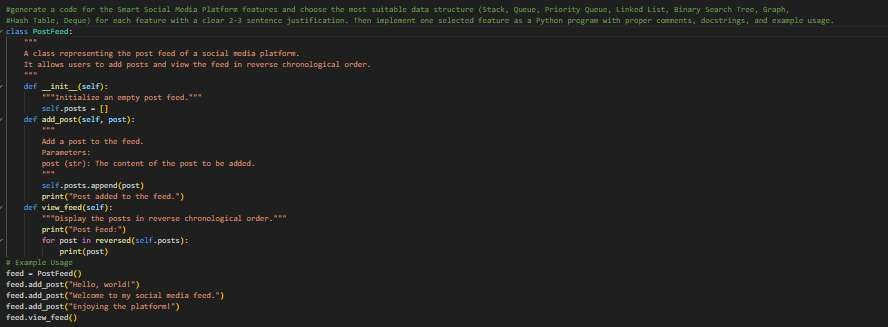 #generate a code for the Smart Social Media Platform features and choose the most suitable data structure (Stack, Queue, Priority Queue, Linked List, Binary Search Tree, Graph,
#Hash Table, Deque) for each feature with a clear 2-3 sentence justification. Then implement one selected feature as a Python program with proper comments, docstrings, and example usage.
class PostFeed:
    """
    A class representing the post feed of a social media platform.
    It allows users to add posts and view the feed in reverse chronological order.
    """
    def __init__(self):
        """Initialize an empty post feed."""
        self.posts = []
    def add_post(self, post):
        """
        Add a post to the feed.
        Parameters:
        post (str): The content of the post to be added.
        """
        self.posts.append(post)
        print("Post added to the feed.")
    def view_feed(self):
        """Display the posts in reverse chronological order."""
        print("Post Feed:")
        for post in reversed(self.posts):
            print(post)
# Example Usage
feed = PostFeed()
feed.add_post("Hello, world!")
feed.add_post("Welcome to my social media feed.")
feed.add_post("Enjoying the platform!")
feed.view_feed()